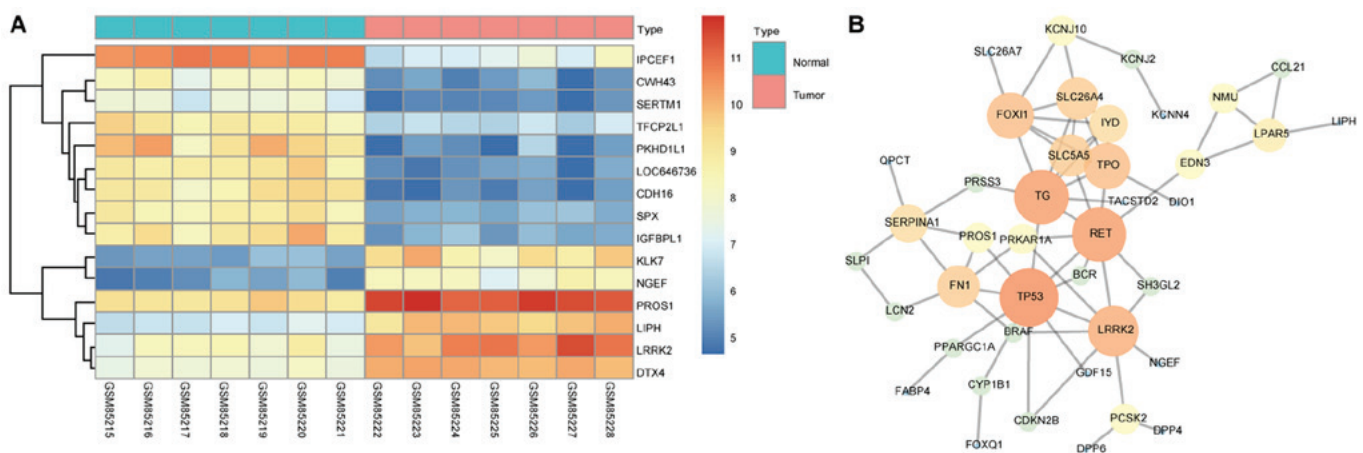 A
Type
IPCEF1
CWH43
SERTM1
TFCP2L1
PKHD1L1
LOC646736
CDH16
SPX
IGFBPL1
KLK7
NGEF
PROS1
LIPH
LRRK2
DTX4
GSM85215
GSM85216
GSM85217
GSM85218
GSM85219
GSM85220
GSM85221
GSM85222
GSM85223
GSM85224
GSM85225
GSM85226
GSM85227
GSM85228
11
10
9
8
7
6
5
Type
Normal
Tumor
B
KCNJ10
SLC26A7
KCNJ2
CCL21
SLC26A4
NMU
FOXI1
IYD
KCNN4
LPAR5
LIPH
SLC5A5
TPO
EDN3
QPCT
PRSS3
TG
TACSTD2
DIO1
SERPINA1
PROS1
PRKAR1A
RET
SLPI
BCR
SH3GL2
FN1
TP53
LCN2
BRAF
LRRK2
PPARGC1A
NGEF
GDF15
FABP4
CYP1B1
CDKN2B
PCSK2
DPP4
FOXQ1
DPP6